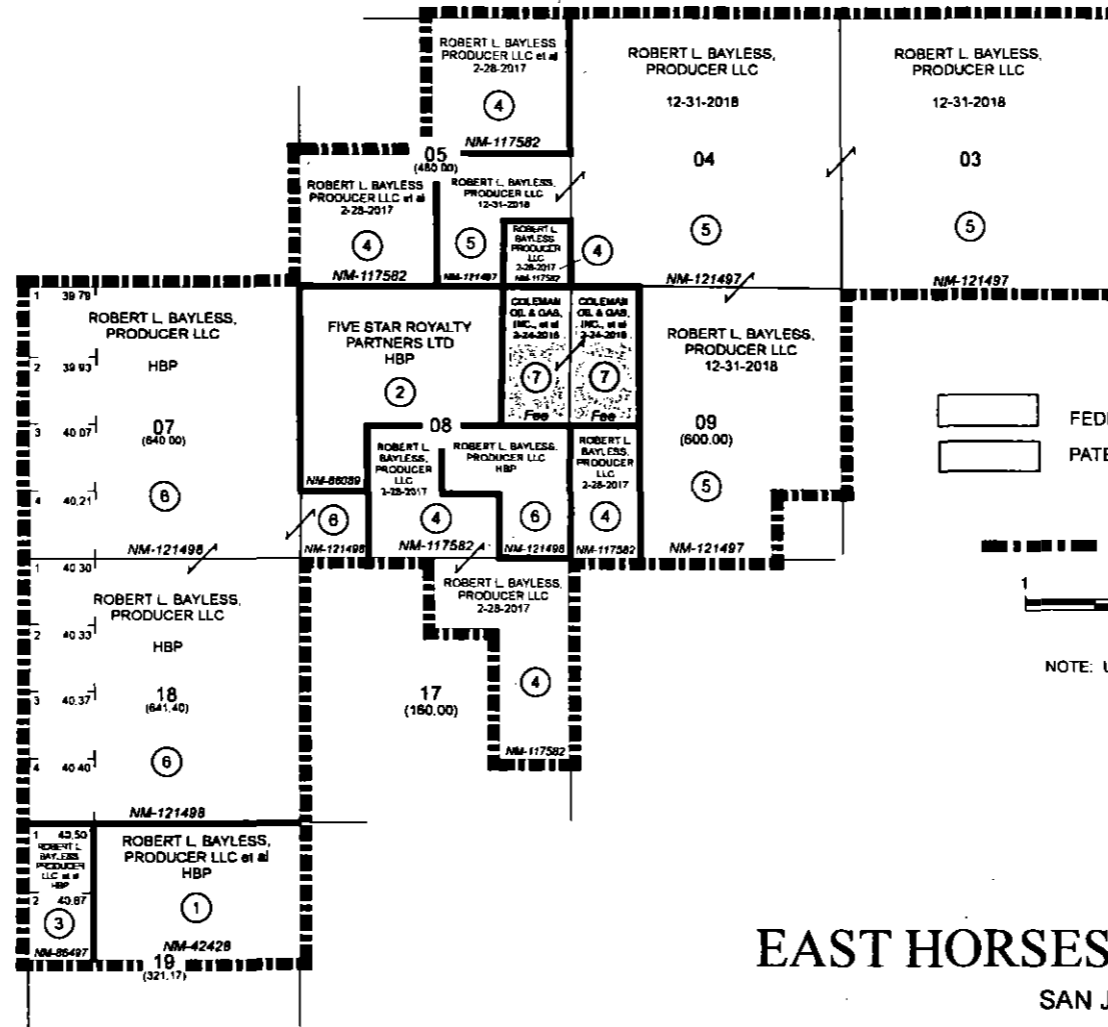 ROBERT L. BAYLESS
PRODUCER LLC et al
2-28-2017
4
NM-117582
ROBERT L. BAYLESS,
PRODUCER LLC
12-31-2018
04
5
NM-121497
ROBERT L. BAYLESS,
PRODUCER LLC
12-31-2018
03
5
NM-121497
05
(480.00)
ROBERT L. BAYLESS
PRODUCER LLC et al
2-28-2017
4
NM-117582
ROBERT L. BAYLESS,
PRODUCER LLC
12-31-2018
5
NM-121497
ROBERT L.
BAYLESS
PRODUCER
LLC
2-28-2017
NM-117582
4
1 39.79
ROBERT L. BAYLESS,
PRODUCER LLC
HBP
2 39.93
3 40.07
07
(640.00)
4 40.21
6
NM-121498
FIVE STAR ROYALTY
PARTNERS LTD
HBP
2
NM-86089
COLEMAN
OIL & GAS,
INC., et al
7
Fee
COLEMAN
OIL & GAS,
INC., et al
7
Fee
ROBERT L. BAYLESS,
PRODUCER LLC
12-31-2018
09
(600.00)
5
NM-121497
08
ROBERT L.
BAYLESS,
PRODUCER
LLC
2-28-2017
4
NM-117582
ROBERT L. BAYLESS,
PRODUCER LLC
HBP
6
NM-121498
ROBERT L.
BAYLESS,
PRODUCER
LLC
2-28-2017
4
NM-117582
6
NM-121498
FEDE
PATE
1
NOTE: U
1 40.30
ROBERT L. BAYLESS,
PRODUCER LLC
HBP
2 40.33
3 40.37
18
(641.40)
4 40.40
6
NM-121498
ROBERT L. BAYLESS,
PRODUCER LLC
2-28-2017
4
NM-117582
17
(160.00)
1 40.50
ROBERT L.
BAYLESS
PRODUCER
LLC et al
HBP
2 40.67
3
NM-86497
ROBERT L. BAYLESS,
PRODUCER LLC et al
HBP
1
NM-42428
19
(321.17)
EAST HORSES
SAN J